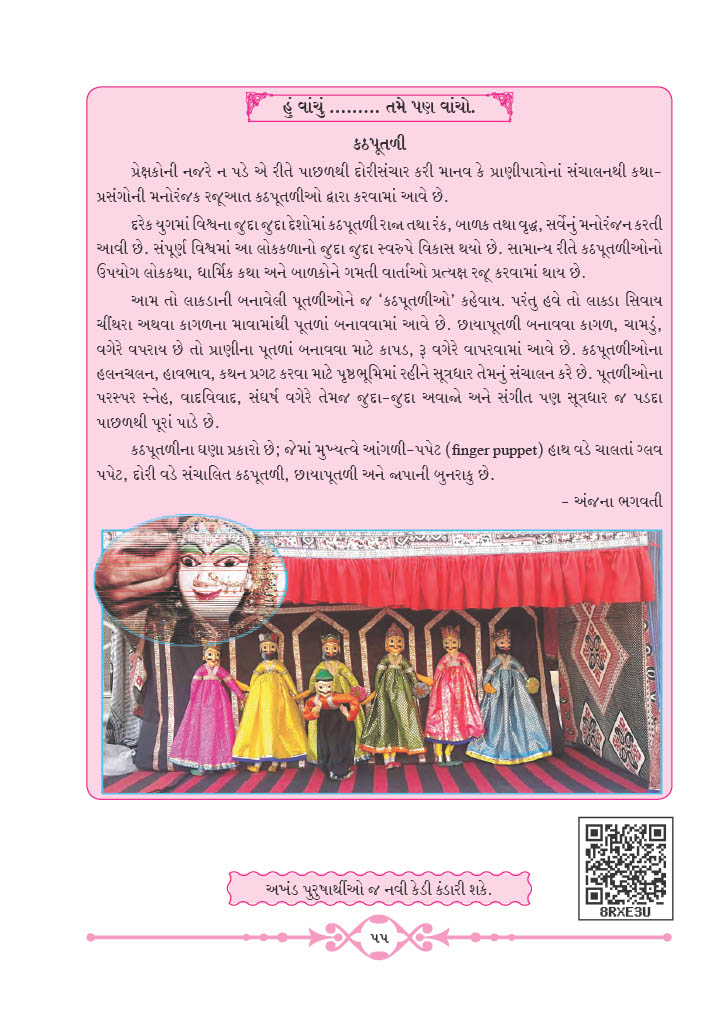 હું વાંચું ......... તમે પણ વાંચો.
કઠપૂતળી
પ્રેક્ષકોની નજરે ન પડે એ રીતે પાછળથી દોરીસંચાર કરી માનવ કે પ્રાણીપાત્રોનાં સંચાલનથી કથા-
પ્રસંગોની મનોરંજક રજૂઆત કઠપૂતળીઓ દ્વારા કરવામાં આવે છે.
દરેક યુગમાં વિશ્વના જુદા જુદા દેશોમાં કઠપૂતળી રાજા તથા રંક, બાળક તથા વૃદ્ધ, સર્વેનું મનોરંજન કરતી
આવી છે. સંપૂર્ણ વિશ્વમાં આ લોકકળાનો જુદા જુદા સ્વરુપે વિકાસ થયો છે. સામાન્ય રીતે કઠપૂતળીઓનો
ઉપયોગ લોકકથા, ધાર્મિક કથા અને બાળકોને ગમતી વાર્તાઓ પ્રત્યક્ષ રજૂ કરવામાં થાય છે.
આમ તો લાકડાની બનાવેલી પૂતળીઓને જ ‘કઠપૂતળીઓ’ કહેવાય. પરંતુ હવે તો લાકડા સિવાય
ચીંથરા અથવા કાગળના માવામાંથી પૂતળાં બનાવવામાં આવે છે. છાયાપૂતળી બનાવવા કાગળ, ચામડું,
વગેરે વપરાય છે તો પ્રાણીના પૂતળાં બનાવવા માટે કાપડ, રૂ વગેરે વાપરવામાં આવે છે. કઠપૂતળીઓના
હલનચલન, હાવભાવ, કથન પ્રગટ કરવા માટે પૃષ્ઠભૂમિમાં રહીને સૂત્રધાર તેમનું સંચાલન કરે છે. પૂતળીઓના
પરસ્પર સ્નેહ, વાદવિવાદ, સંઘર્ષ વગેરે તેમજ જુદા-જુદા અવાજો અને સંગીત પણ સૂત્રધાર જ પડદા
પાછળથી પૂરાં પાડે છે.
કઠપૂતળીના ઘણા પ્રકારો છે; જેમાં મુખ્યત્વે આંગળી-પપેટ (finger puppet) હાથ વડે ચાલતાં ગ્લવ
પપેટ, દોરી વડે સંચાલિત કઠપૂતળી, છાયાપૂતળી અને જાપાની બુનરાકુ છે.
- અંજના ભગવતી
8RXE3U
અખંડ પુરુષાર્થીઓ જ નવી કેડી કંડારી શકે.
૫૫